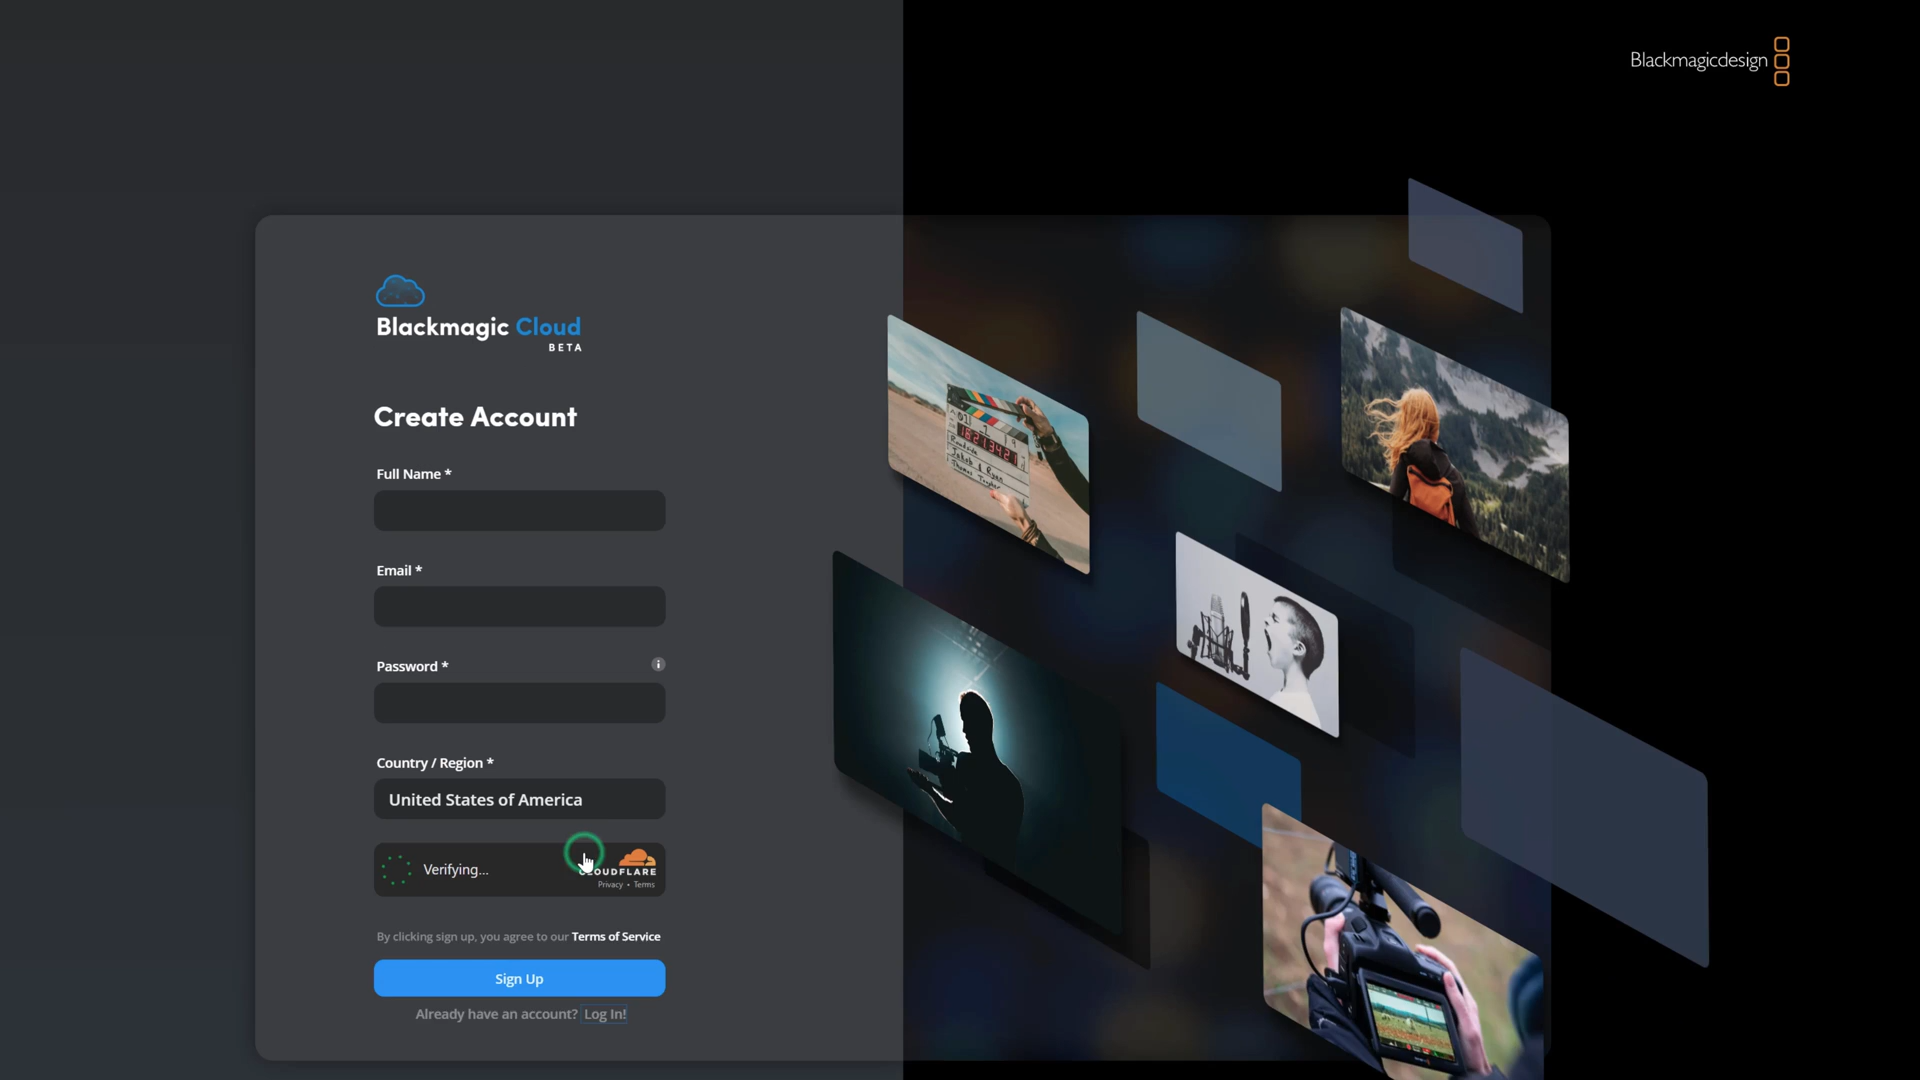 Blackmagicdesign
Blackmagic Cloud
BETA
Create Account
Full Name *
Email *
Password *
Country / Region *
United States of America
Verifying...
CLOUDFLARE
Privacy • Terms
By clicking sign up, you agree to our Terms of Service
Sign Up
Already have an account? Log In!